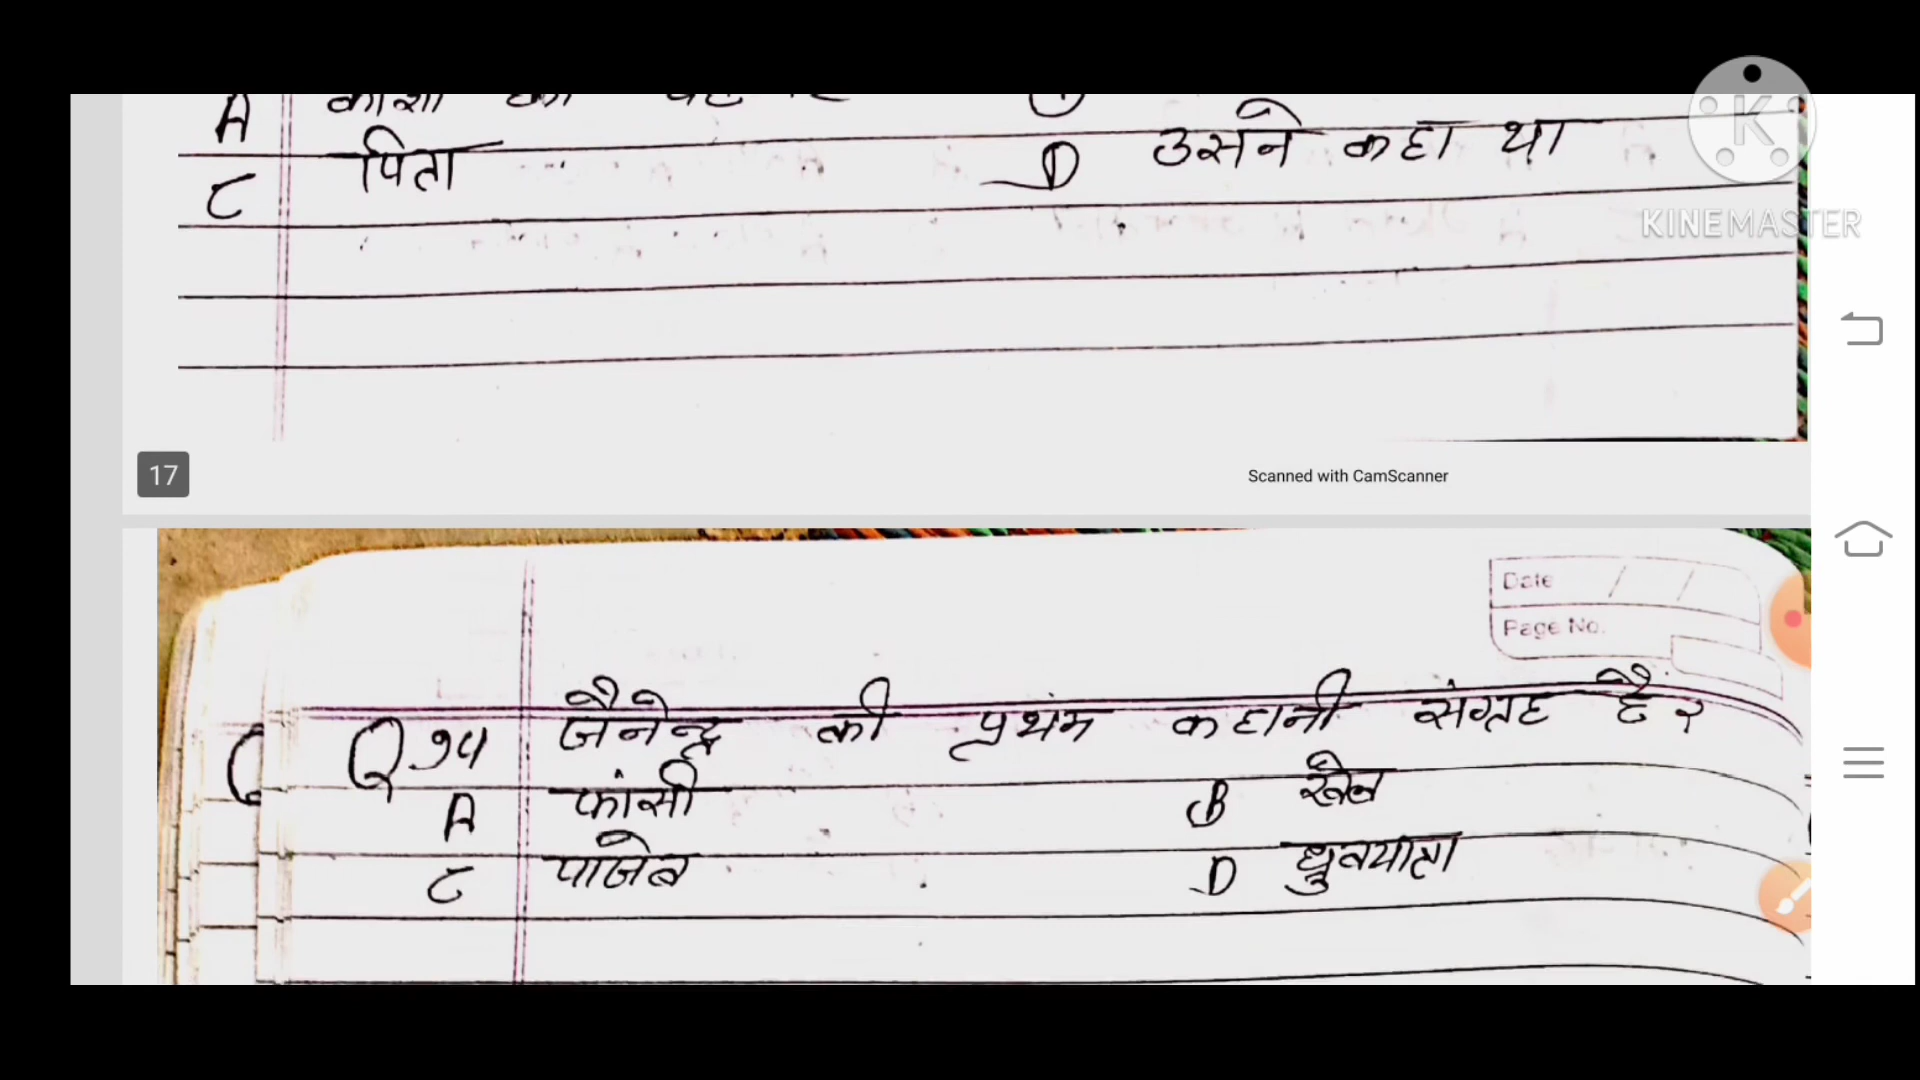 A
पिता
D उसने कहा था
C
KINEMASTER
17
Scanned with CamScanner
Date / /
Page No.
Q 94 जैनेन्द्र की प्रथम कहानी संग्रह है ?
A फांसी B खेल
C पाजेब D ध्रुवयात्रा